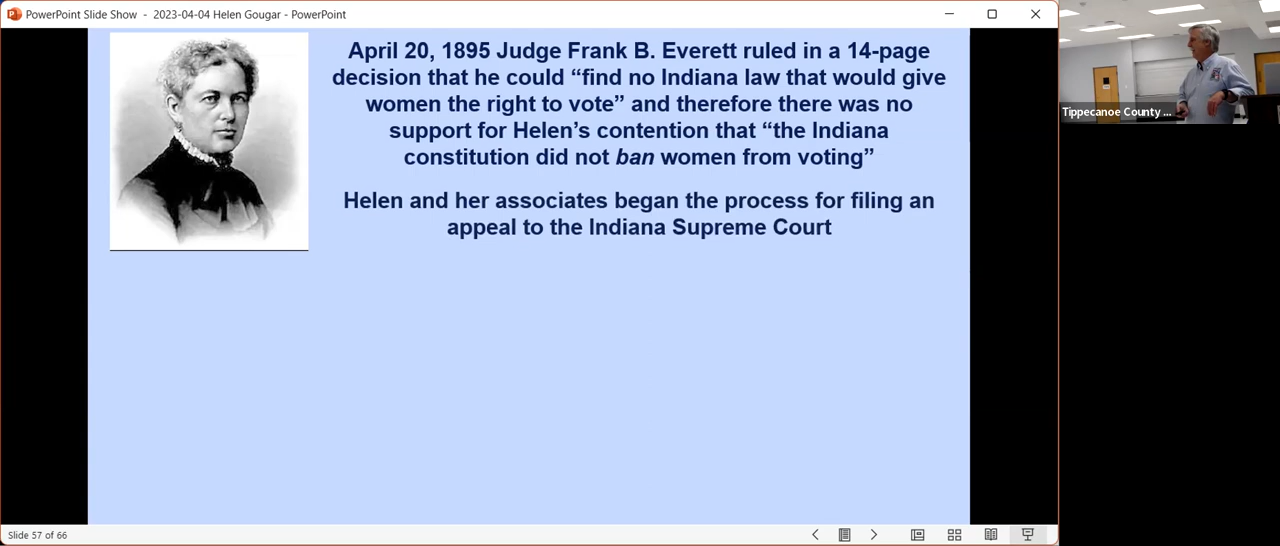 PowerPoint Slide Show - 2023-04-04 Helen Gougar - PowerPoint
April 20, 1895 Judge Frank B. Everett ruled in a 14-page
decision that he could “find no Indiana law that would give
women the right to vote” and therefore there was no
support for Helen’s contention that “the Indiana
constitution did not ban women from voting”
Helen and her associates began the process for filing an
appeal to the Indiana Supreme Court
Tippecanoe County ...
Slide 57 of 66